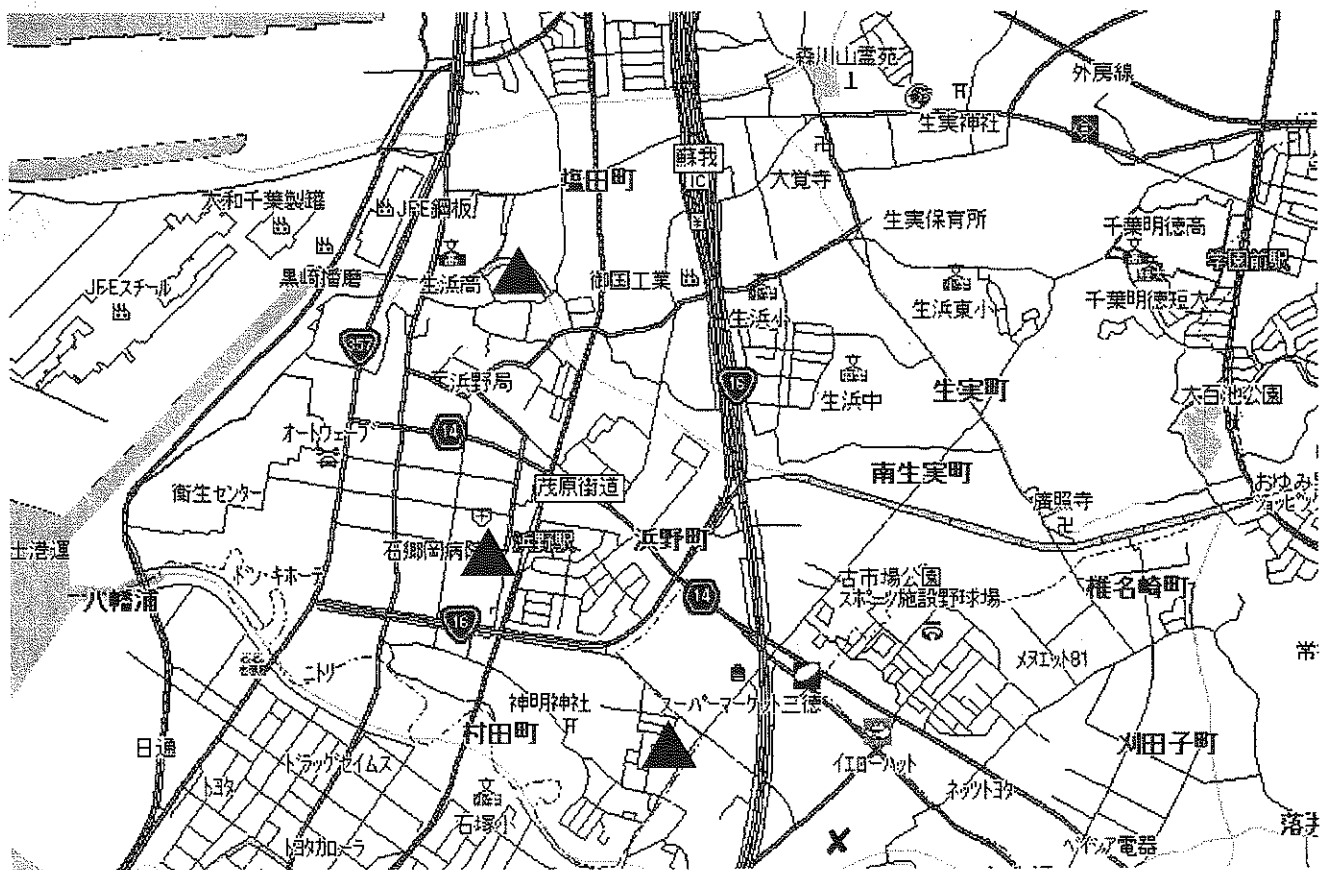 森川山霊苑
外房線
生実神社
蘇我
IC
大覚寺
塩田町
大和千葉製罐
JFE鋼板
生実保育所
千葉明徳高
学園前駅
黒崎播磨
生浜高
御国工業
JFEスチール
生浜小
生浜東小
千葉明徳短大
357
浜野局
16
生浜中
生実町
大百池公園
オートウェーブ
14
茂原街道
南生実町
衛生センター
廣照寺
おゆみ
ショッピン
石郷岡病院
浜野駅
浜野町
ドン・キホーテ
古市場公園
スポーツ施設野球場
椎名崎町
八幡浦
14
16
メヌエット81
ニトリ
神明神社
スーパーマーケット三徳
村田町
日通
ドラッグセイムス
イエローハット
刈田子町
トヨタ
ネッツトヨタ
石塚小
トヨタカローラ
ベイシア電器
落井